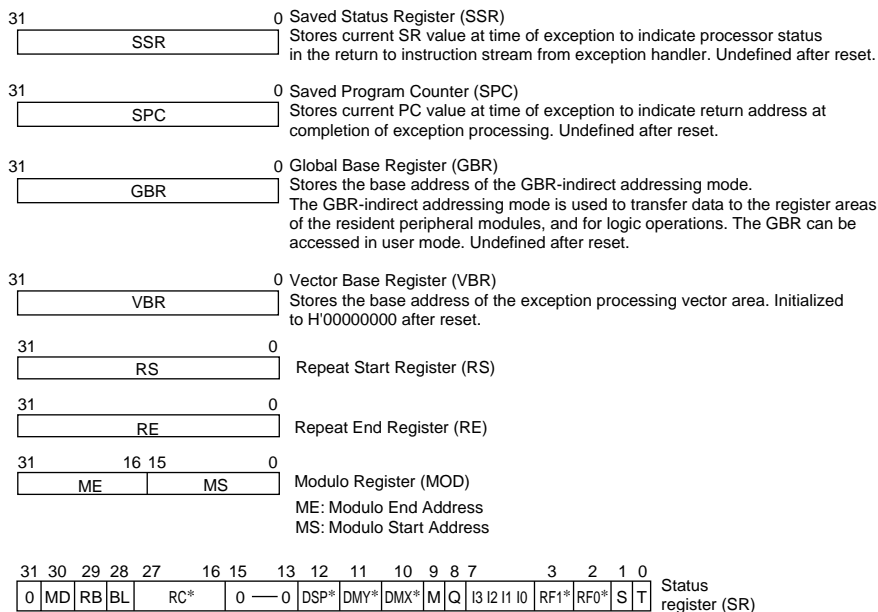 31 0 Saved Status Register (SSR)
SSR Stores current SR value at time of exception to indicate processor status
in the return to instruction stream from exception handler. Undefined after reset.
31 0 Saved Program Counter (SPC)
SPC Stores current PC value at time of exception to indicate return address at
completion of exception processing. Undefined after reset.
31 0 Global Base Register (GBR)
GBR Stores the base address of the GBR-indirect addressing mode.
The GBR-indirect addressing mode is used to transfer data to the register areas
of the resident peripheral modules, and for logic operations. The GBR can be
accessed in user mode. Undefined after reset.
31 0 Vector Base Register (VBR)
VBR Stores the base address of the exception processing vector area. Initialized
to H'00000000 after reset.
31 0
RS Repeat Start Register (RS)
31 0
RE Repeat End Register (RE)
31 16 15 0
ME MS Modulo Register (MOD)
ME: Modulo End Address
MS: Modulo Start Address
31 30 29 28 27 16 15 13 12 11 10 9 8 7 3 2 1 0
0 MD RB BL RC* 0 — 0 DSP* DMY* DMX* M Q I3 I2 I1 I0 RF1* RF0* S T Status
register (SR)